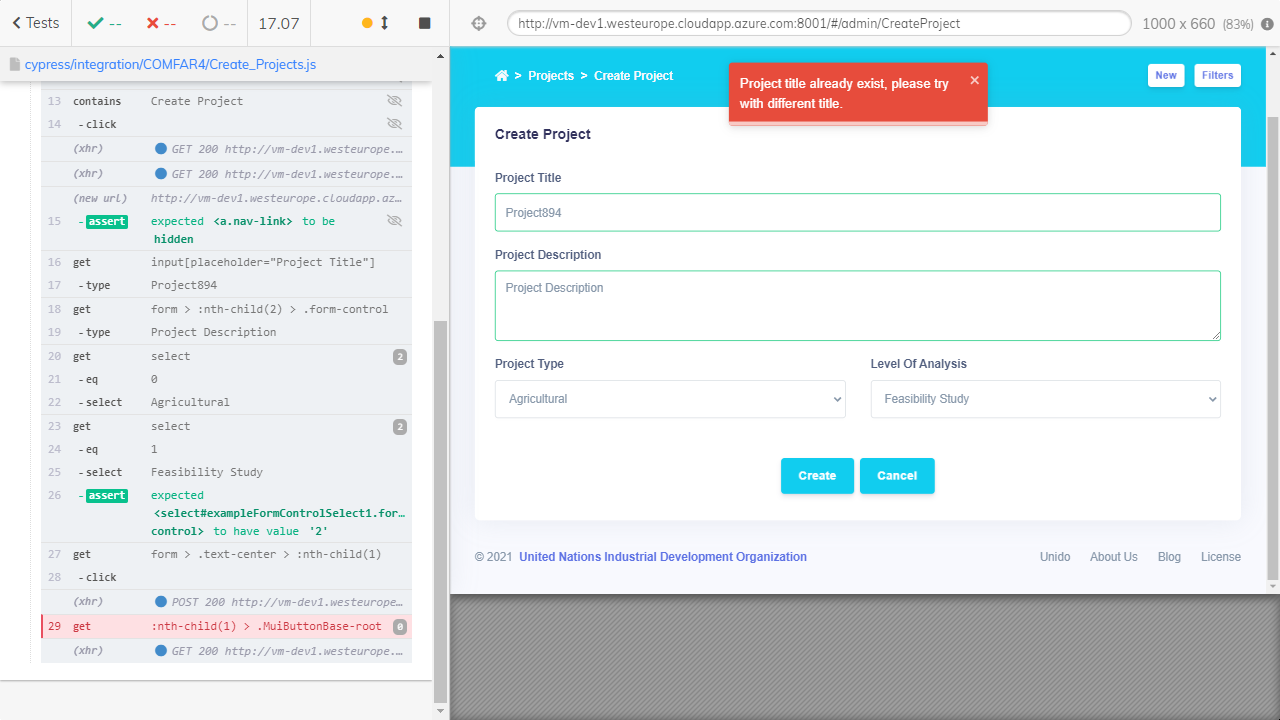 Tests
--
--
--
17.07
cypress/integration/COMFAR4/Create_Projects.js
13 contains Create Project
14 - click
(xhr) GET 200 http://vm-dev1.westeurope.…
(xhr) GET 200 http://vm-dev1.westeurope.…
(new url) http://vm-dev1.westeurope.cloudapp.az…
15 - assert expected <a.nav-link> to be
hidden
16 get input[placeholder="Project Title"]
17 - type Project894
18 get form > :nth-child(2) > .form-control
19 - type Project Description
20 get select 2
21 - eq 0
22 - select Agricultural
23 get select 2
24 - eq 1
25 - select Feasibility Study
26 - assert expected
<select#exampleFormControlSelect1.for…
control> to have value '2'
27 get form > .text-center > :nth-child(1)
28 - click
(xhr) POST 200 http://vm-dev1.westeurope…
29 get :nth-child(1) > .MuiButtonBase-root 0
(xhr) GET 200 http://vm-dev1.westeurope.…
http://vm-dev1.westeurope.cloudapp.azure.com:8001/#/admin/CreateProject
1000 x 660 (83%)
> Projects > Create Project
New
Filters
Project title already exist, please try
with different title.
×
Create Project
Project Title
Project894
Project Description
Project Description
Project Type
Level Of Analysis
Agricultural
Feasibility Study
Create
Cancel
© 2021 United Nations Industrial Development Organization
Unido
About Us
Blog
License